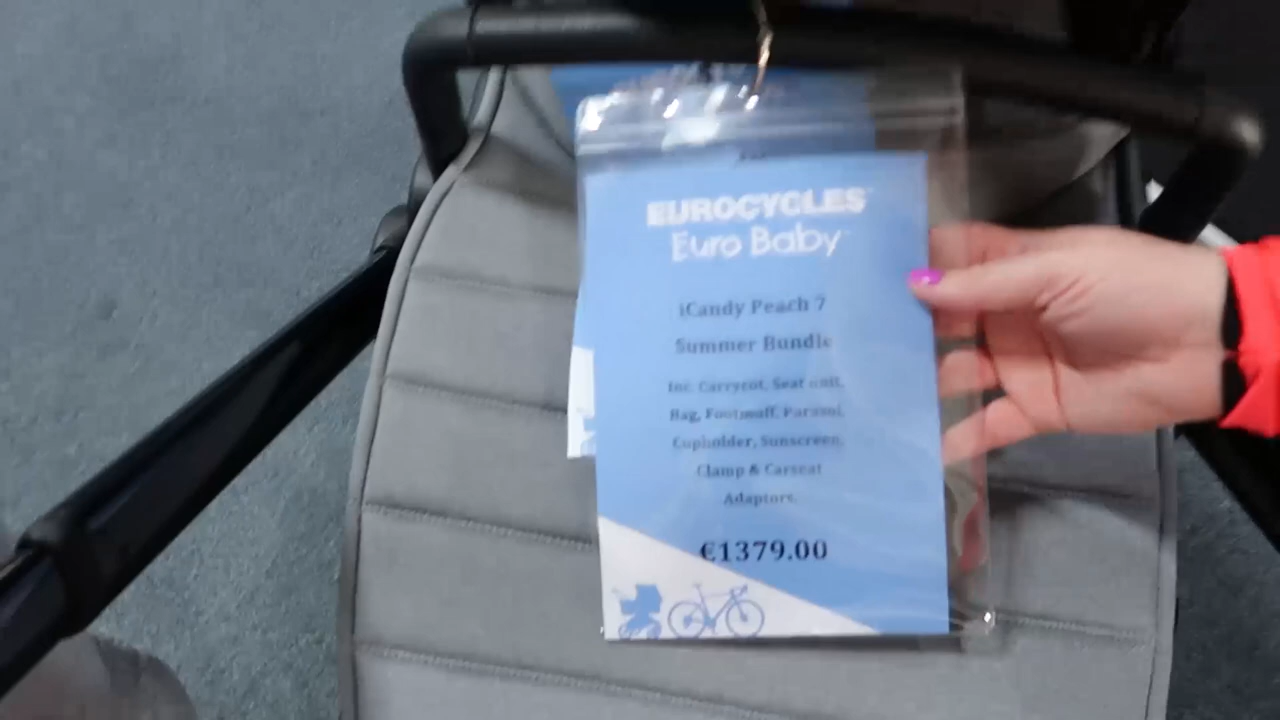 EUROCYCLES
Euro Baby
iCandy Peach 7
Summer Bundle
Inc. Carrycot, Seat unit,
Bag, Footmuff, Parasol,
Cupholder, Sunscreen,
Clamp & Carseat
Adaptors.
€1379.00